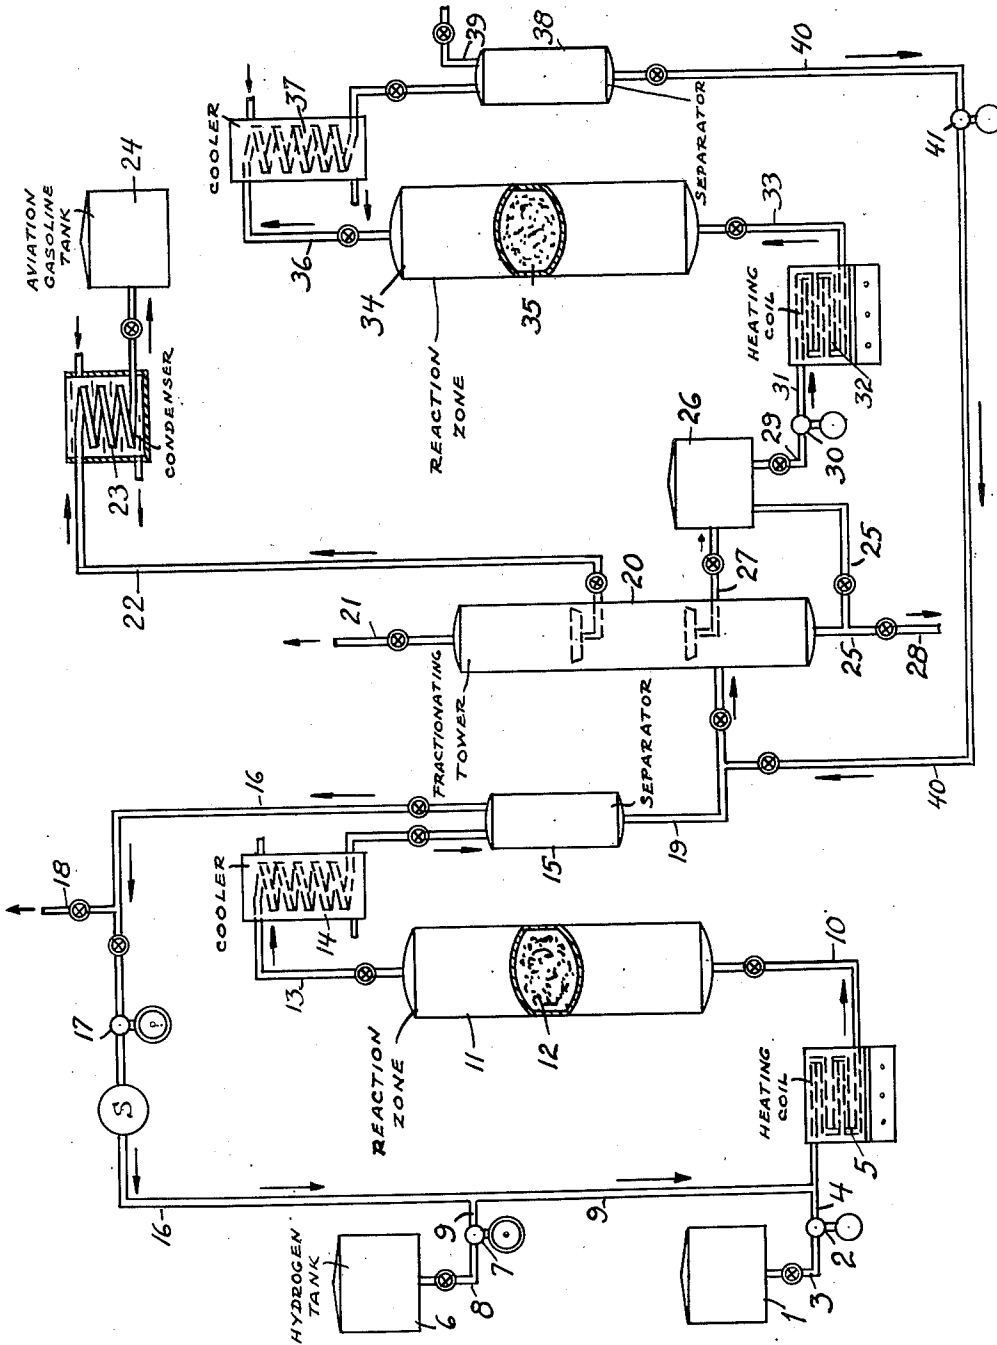 AVIATION
GASOLINE
TANK
24
18
17
S
16
16
22
23
CONDENSER
COOLER
14
13
COOLER
37
36
39
38
40
HYDROGEN
TANK
6
8
7
9
9
REACTION
ZONE
11
12
15
SEPARATOR
19
FRACTIONATING
TOWER
21
20
REACTION
ZONE
34
35
SEPARATOR
33
1
3
2
4
HEATING
COIL
5
10
27
26
25
25
28
29
30
31
HEATING
COIL
32
40
41